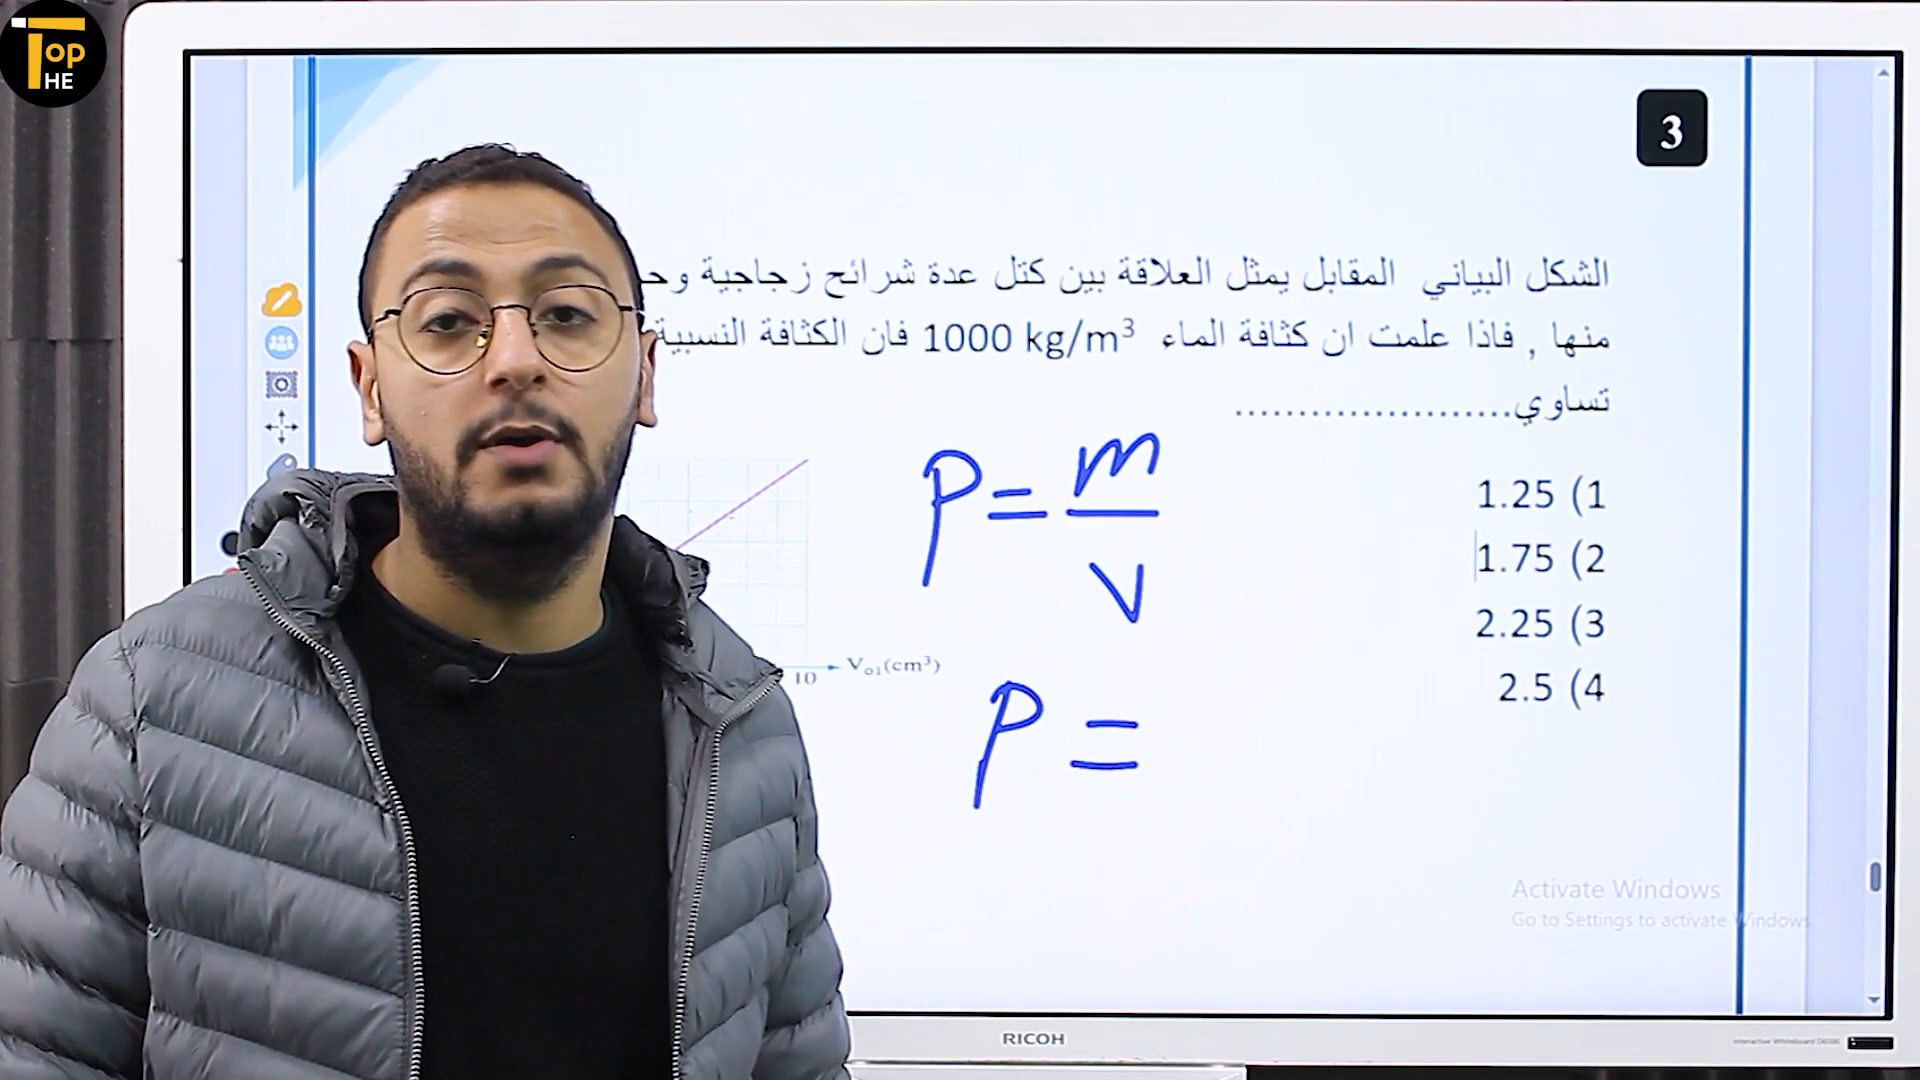 Top
HE
3
الشكل البياني المقابل يمثل العلاقة بين كتل عدة شرائح زجاجية
منها , فاذا علمت ان كثافة الماء 1000 kg/m³ فان الكثافة النسبية
تساوي......................
1) 1.25
2) 1.75
3) 2.25
4) 2.5
ρ = m
V
ρ =
10
V₀₁(cm³)
Activate Windows
Go to Settings to activate Windows.
RICOH